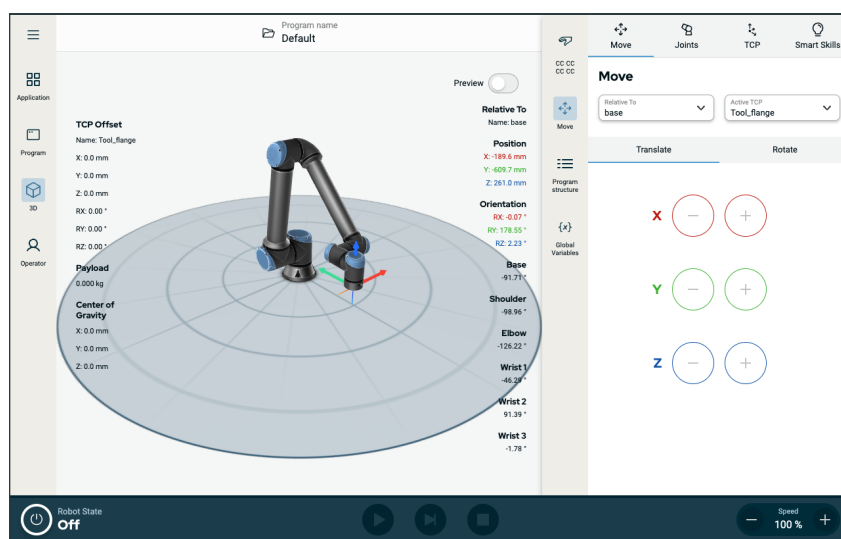 Program name
Default
Application
Program
3D
Operator
Preview
TCP Offset
Name: Tool_flange
X: 0.0 mm
Y: 0.0 mm
Z: 0.0 mm
RX: 0.00 °
RY: 0.00 °
RZ: 0.00 °
Payload
0.000 kg
Center of
Gravity
X: 0.0 mm
Y: 0.0 mm
Z: 0.0 mm
Relative To
Name: base
Position
X: -189.6 mm
Y: -609.7 mm
Z: 261.0 mm
Orientation
RX: -0.07 °
RY: 178.55 °
RZ: 2.23 °
Base
-91.71 °
Shoulder
-98.96 °
Elbow
-126.22 °
Wrist 1
-46.29 °
Wrist 2
91.39 °
Wrist 3
-1.78 °
CC CC
CC CC
Move
Program
structure
{x}
Global
Variables
Move
Joints
TCP
Smart Skills
Move
Relative To
base
Active TCP
Tool_flange
Translate
Rotate
X
Y
Z
Robot State
Off
Speed
100 %